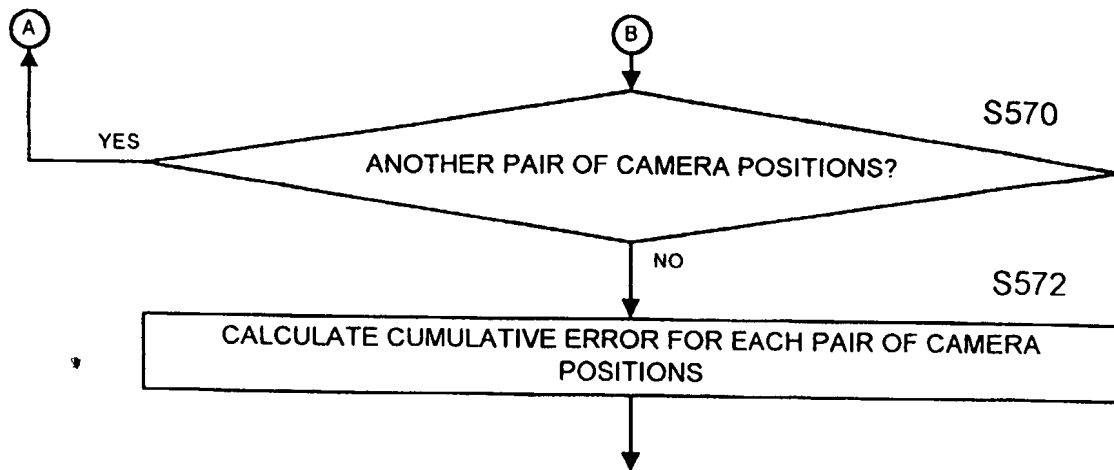 A
B
S570
YES
ANOTHER PAIR OF CAMERA POSITIONS?
NO
S572
CALCULATE CUMULATIVE ERROR FOR EACH PAIR OF CAMERA
POSITIONS